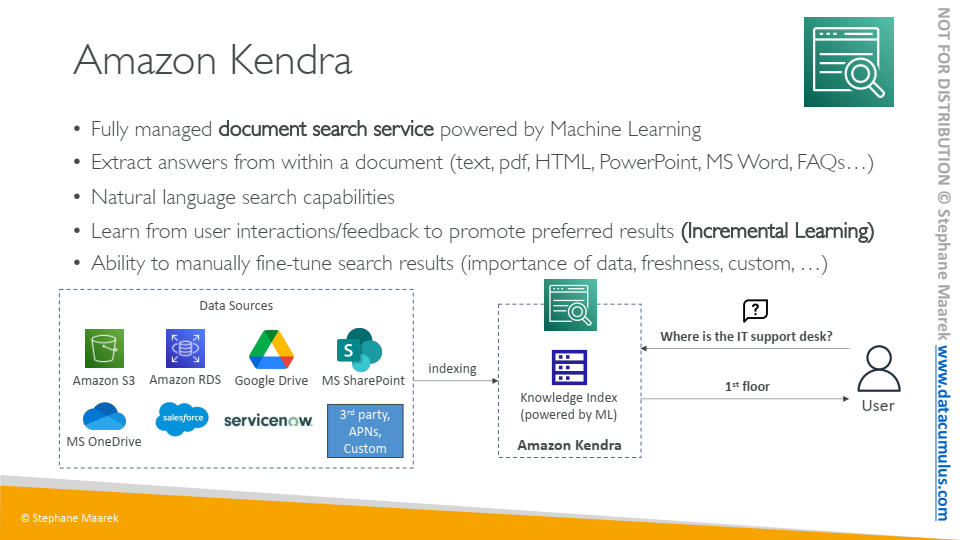 Amazon Kendra
• Fully managed document search service powered by Machine Learning
• Extract answers from within a document (text, pdf, HTML, PowerPoint, MS Word, FAQs…)
• Natural language search capabilities
• Learn from user interactions/feedback to promote preferred results (Incremental Learning)
• Ability to manually fine-tune search results (importance of data, freshness, custom, …)
Data Sources
Amazon S3
Amazon RDS
Google Drive
S
MS SharePoint
MS OneDrive
salesforce
servicenow
3rd party,
APNs,
Custom
indexing
Knowledge Index
(powered by ML)
Amazon Kendra
?
Where is the IT support desk?
1st floor
User
© Stephane Maarek
NOT FOR DISTRIBUTION © Stephane Maarek www.datacumulus.com